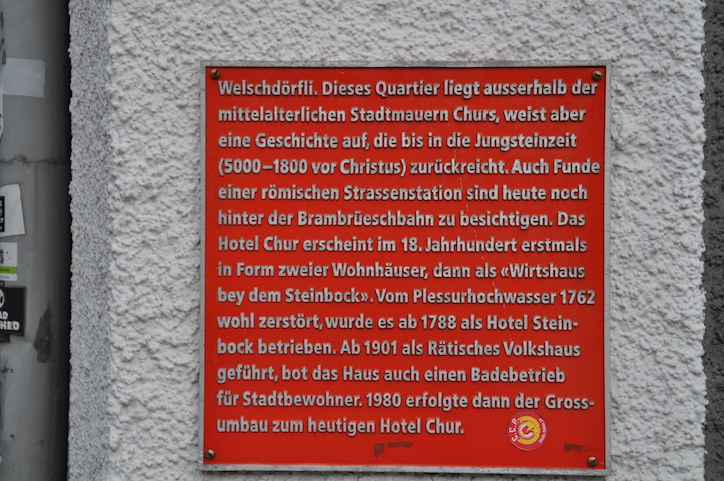 Welschdörfli. Dieses Quartier liegt ausserhalb der
mittelalterlichen Stadtmauern Churs, weist aber
eine Geschichte auf, die bis in die Jungsteinzeit
(5000–1800 vor Christus) zurückreicht. Auch Funde
einer römischen Strassenstation sind heute noch
hinter der Brambrüeschbahn zu besichtigen. Das
Hotel Chur erscheint im 18. Jahrhundert erstmals
in Form zweier Wohnhäuser, dann als «Wirtshaus
bey dem Steinbock». Vom Plessurhochwasser 1762
wohl zerstört, wurde es ab 1788 als Hotel Stein-
bock betrieben. Ab 1901 als Rätisches Volkshaus
geführt, bot das Haus auch einen Badebetrieb
für Stadtbewohner. 1980 erfolgte dann der Gross-
umbau zum heutigen Hotel Chur.